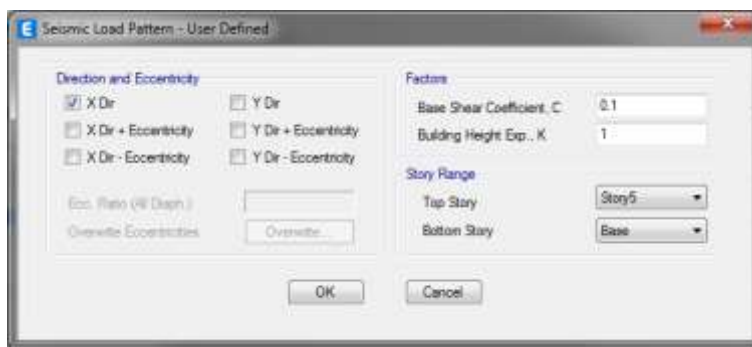 E Seismic Load Pattern - User Defined
Direction and Eccentricity
X Dir
Y Dir
X Dir + Eccentricity
Y Dir + Eccentricity
X Dir - Eccentricity
Y Dir - Eccentricity
Ecc. Ratio (All Diaph.)
Overwrite Eccentricities
Overwrite...
Factors
Base Shear Coefficient, C
0.1
Building Height Exp., K
1
Story Range
Top Story
Story5
Bottom Story
Base
OK
Cancel